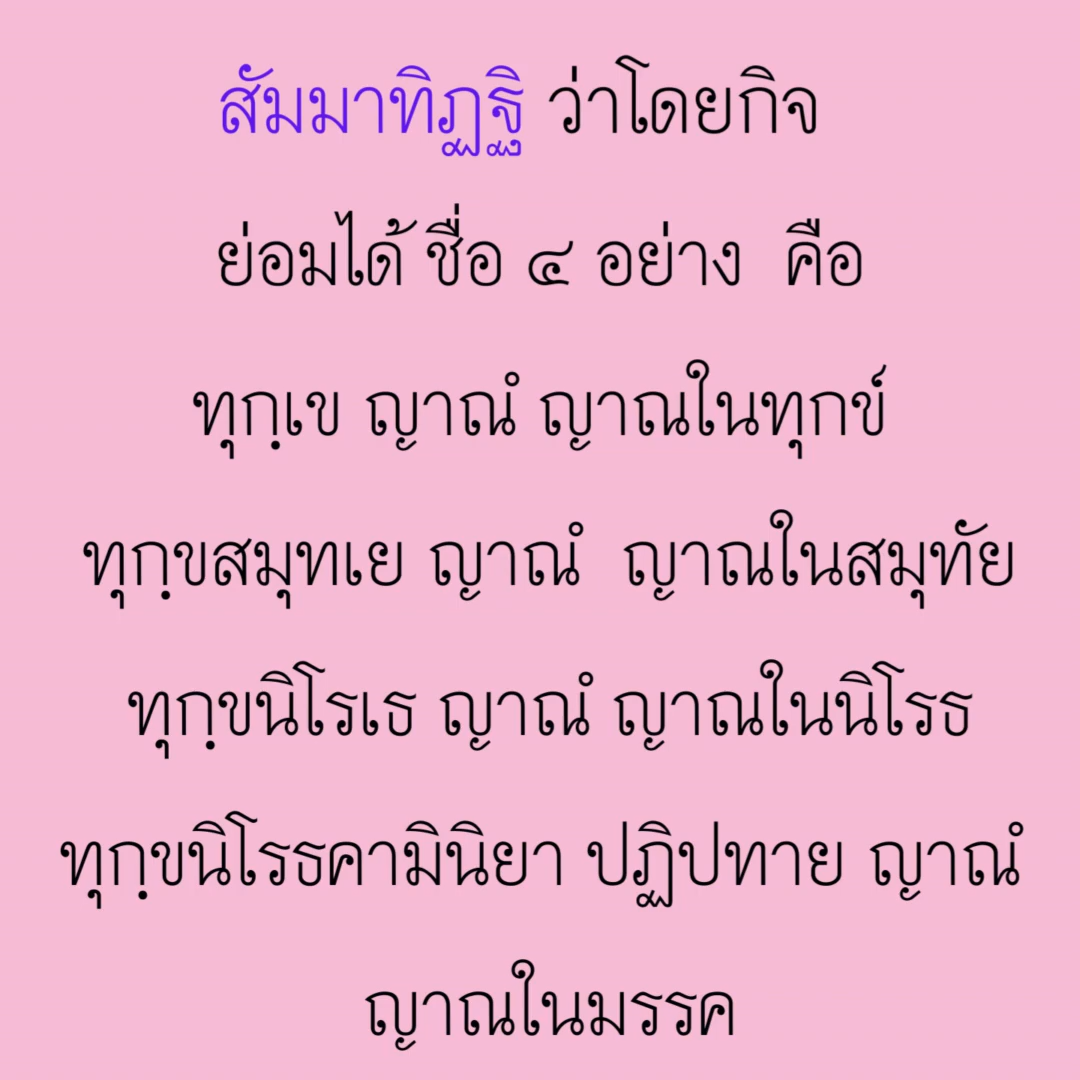 สัมมาทิฏฐิ ว่าโดยกิจ
ย่อมได้ ชื่อ ๔ อย่าง คือ
ทุกฺเข ญาณํ ญาณในทุกข์
ทุกฺขสมุทเย ญาณํ ญาณในสมุทัย
ทุกฺขนิโรเธ ญาณํ ญาณในนิโรธ
ทุกฺขนิโรธคามินิยา ปฏิปทาย ญาณํ
ญาณในมรรค